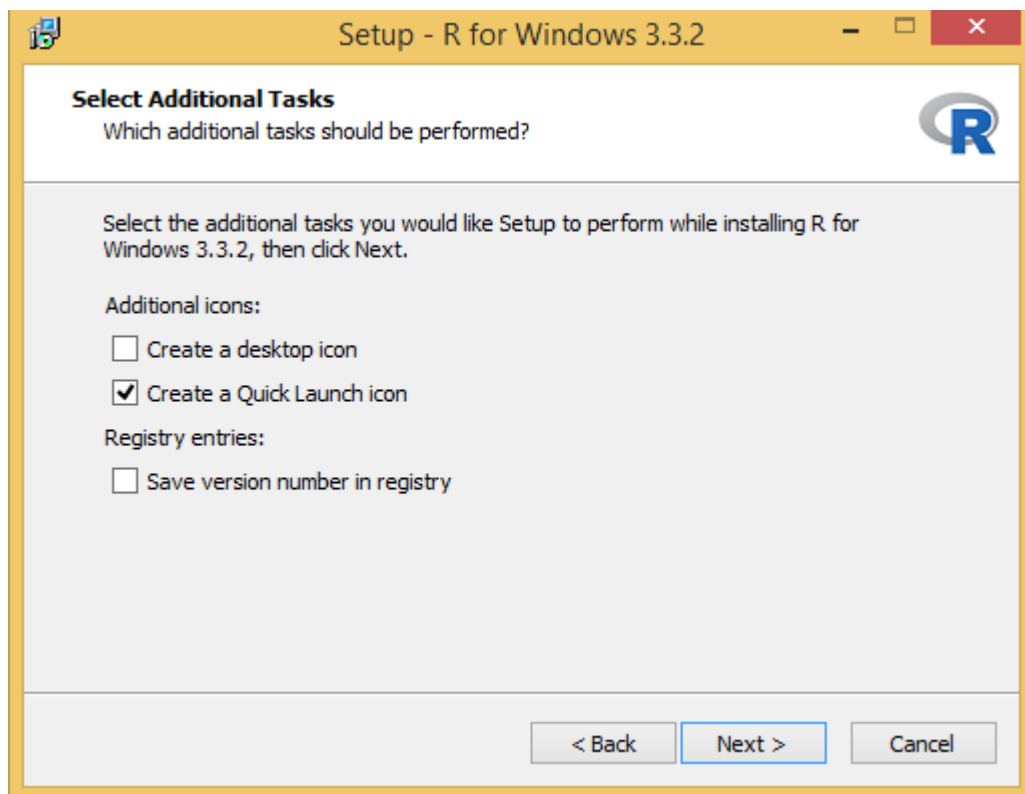 Setup - R for Windows 3.3.2
Select Additional Tasks
Which additional tasks should be performed?
R
Select the additional tasks you would like Setup to perform while installing R for
Windows 3.3.2, then click Next.
Additional icons:
Create a desktop icon
Create a Quick Launch icon
Registry entries:
Save version number in registry
< Back Next > Cancel